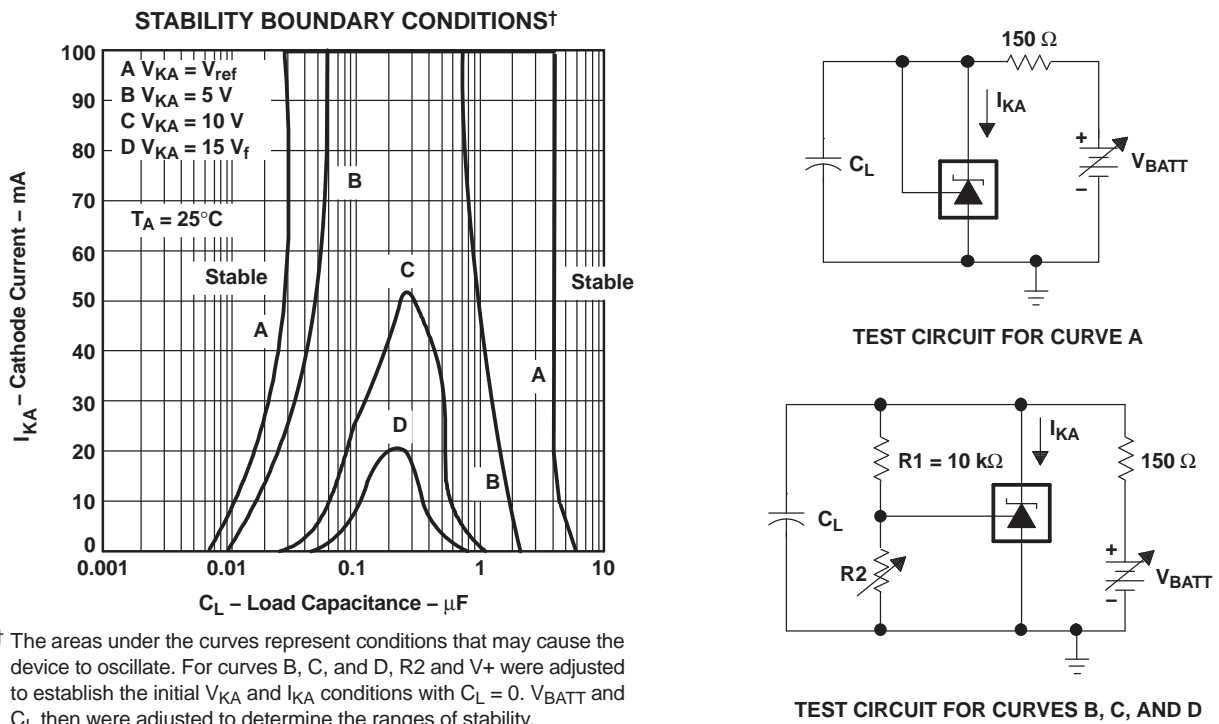 STABILITY BOUNDARY CONDITIONS†
100
90
80
70
60
50
40
30
20
10
0
I_KA – Cathode Current – mA
A V_KA = V_ref
B V_KA = 5 V
C V_KA = 10 V
D V_KA = 15 V_f
T_A = 25°C
B
Stable
C
Stable
A
A
D
B
0.001
0.01
0.1
1
10
C_L – Load Capacitance – μF
† The areas under the curves represent conditions that may cause the
device to oscillate. For curves B, C, and D, R2 and V+ were adjusted
to establish the initial V_KA and I_KA conditions with C_L = 0. V_BATT and
C_L then were adjusted to determine the ranges of stability.
150 Ω
I_KA
C_L
+
V_BATT
–
TEST CIRCUIT FOR CURVE A
I_KA
R1 = 10 kΩ
150 Ω
C_L
R2
+
V_BATT
–
TEST CIRCUIT FOR CURVES B, C, AND D